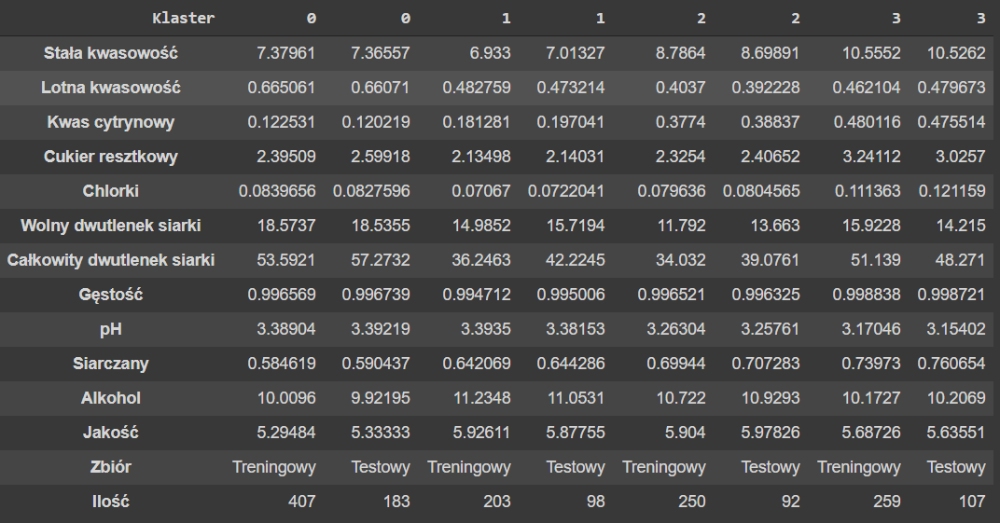 Klaster 0 0 1 1 2 2 3 3
Stała kwasowość 7.37961 7.36557 6.933 7.01327 8.7864 8.69891 10.5552 10.5262
Lotna kwasowość 0.665061 0.66071 0.482759 0.473214 0.4037 0.392228 0.462104 0.479673
Kwas cytrynowy 0.122531 0.120219 0.181281 0.197041 0.3774 0.38837 0.480116 0.475514
Cukier resztkowy 2.39509 2.59918 2.13498 2.14031 2.3254 2.40652 3.24112 3.0257
Chlorki 0.0839656 0.0827596 0.07067 0.0722041 0.079636 0.0804565 0.111363 0.121159
Wolny dwutlenek siarki 18.5737 18.5355 14.9852 15.7194 11.792 13.663 15.9228 14.215
Całkowity dwutlenek siarki 53.5921 57.2732 36.2463 42.2245 34.032 39.0761 51.139 48.271
Gęstość 0.996569 0.996739 0.994712 0.995006 0.996521 0.996325 0.998838 0.998721
pH 3.38904 3.39219 3.3935 3.38153 3.26304 3.25761 3.17046 3.15402
Siarczany 0.584619 0.590437 0.642069 0.644286 0.69944 0.707283 0.73973 0.760654
Alkohol 10.0096 9.92195 11.2348 11.0531 10.722 10.9293 10.1727 10.2069
Jakość 5.29484 5.33333 5.92611 5.87755 5.904 5.97826 5.68726 5.63551
Zbiór Treningowy Testowy Treningowy Testowy Treningowy Testowy Treningowy Testowy
Ilość 407 183 203 98 250 92 259 107